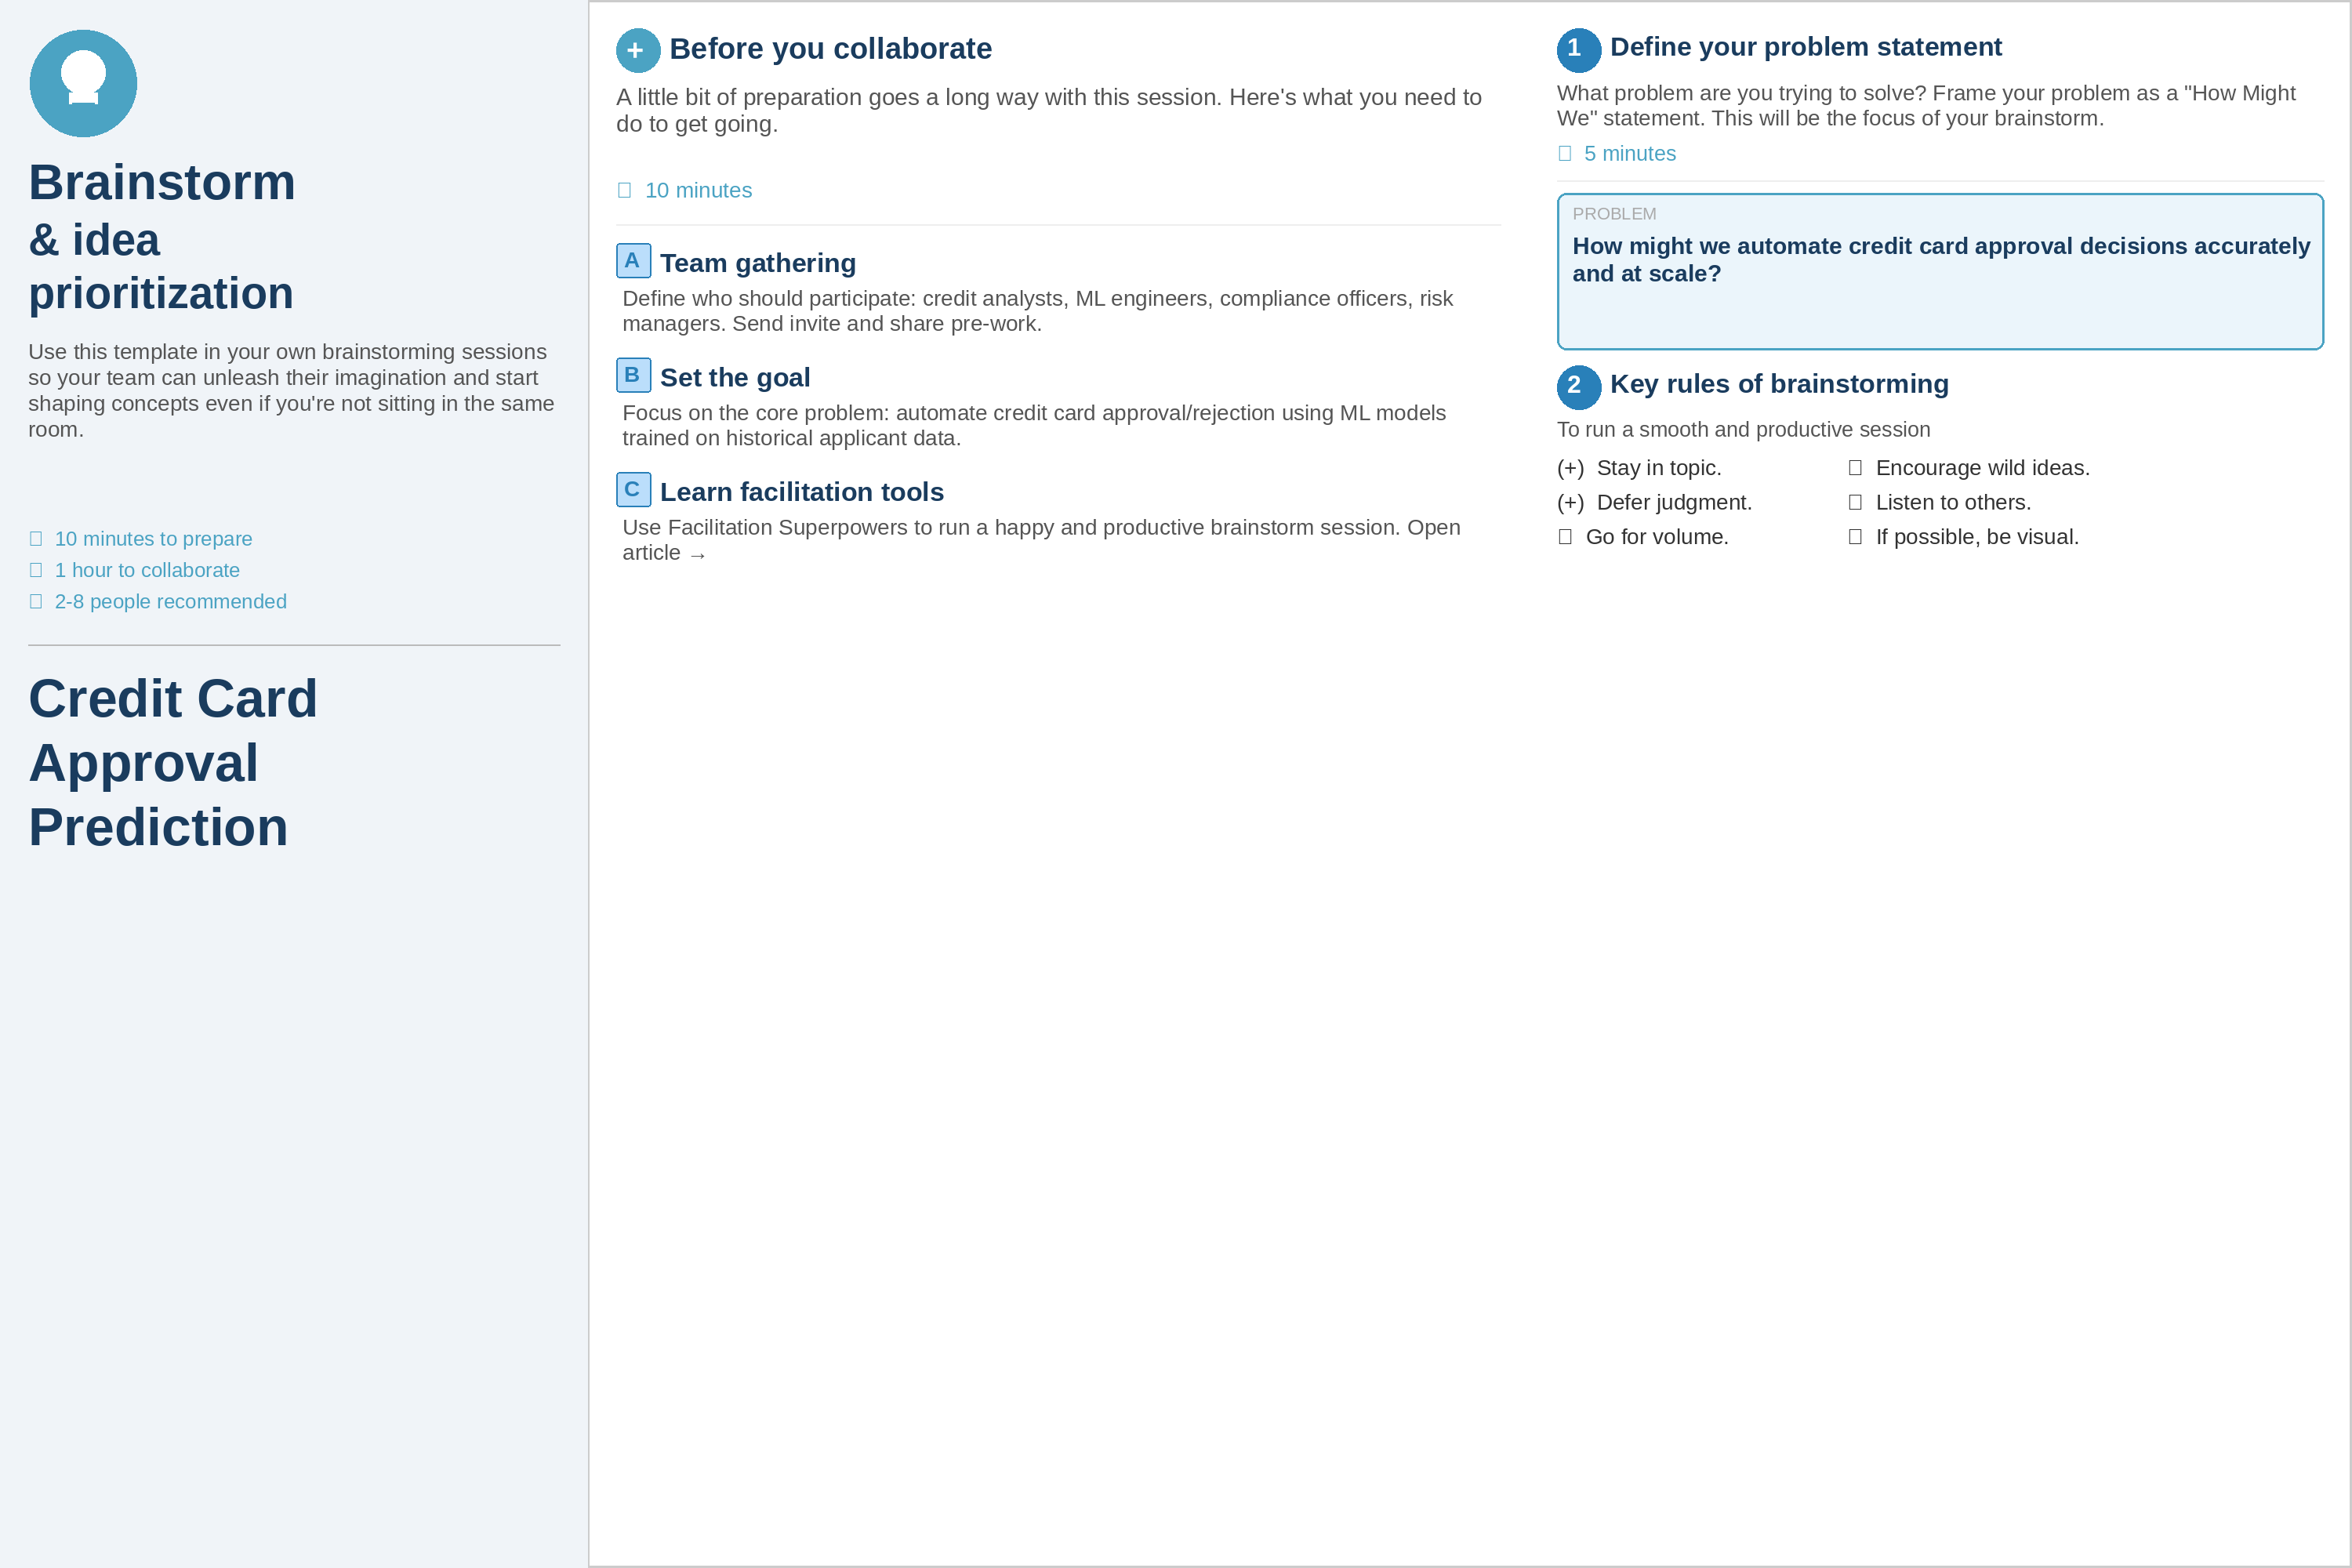 Brainstorm
& idea
prioritization
Use this template in your own brainstorming sessions
so your team can unleash their imagination and start
shaping concepts even if you're not sitting in the same
room.
10 minutes to prepare
1 hour to collaborate
2-8 people recommended
Credit Card
Approval
Prediction
+ Before you collaborate
A little bit of preparation goes a long way with this session. Here's what you need to
do to get going.
10 minutes
A Team gathering
Define who should participate: credit analysts, ML engineers, compliance officers, risk
managers. Send invite and share pre-work.
B Set the goal
Focus on the core problem: automate credit card approval/rejection using ML models
trained on historical applicant data.
C Learn facilitation tools
Use Facilitation Superpowers to run a happy and productive brainstorm session. Open
article →
1 Define your problem statement
What problem are you trying to solve? Frame your problem as a "How Might
We" statement. This will be the focus of your brainstorm.
5 minutes
PROBLEM
How might we automate credit card approval decisions accurately
and at scale?
2 Key rules of brainstorming
To run a smooth and productive session
(+) Stay in topic. Encourage wild ideas.
(+) Defer judgment. Listen to others.
Go for volume. If possible, be visual.